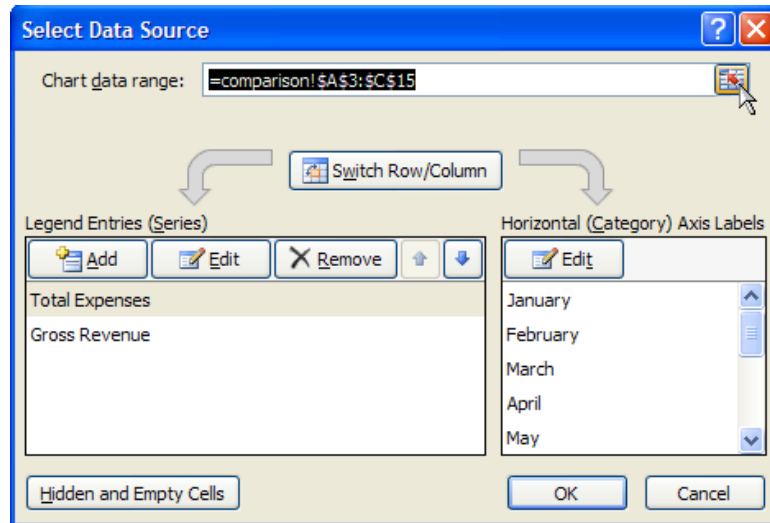 Select Data Source
Chart data range: =comparison!$A$3:$C$15
Switch Row/Column
Legend Entries (Series)
Add Edit Remove
Total Expenses
Gross Revenue
Horizontal (Category) Axis Labels
Edit
January
February
March
April
May
Hidden and Empty Cells
OK Cancel